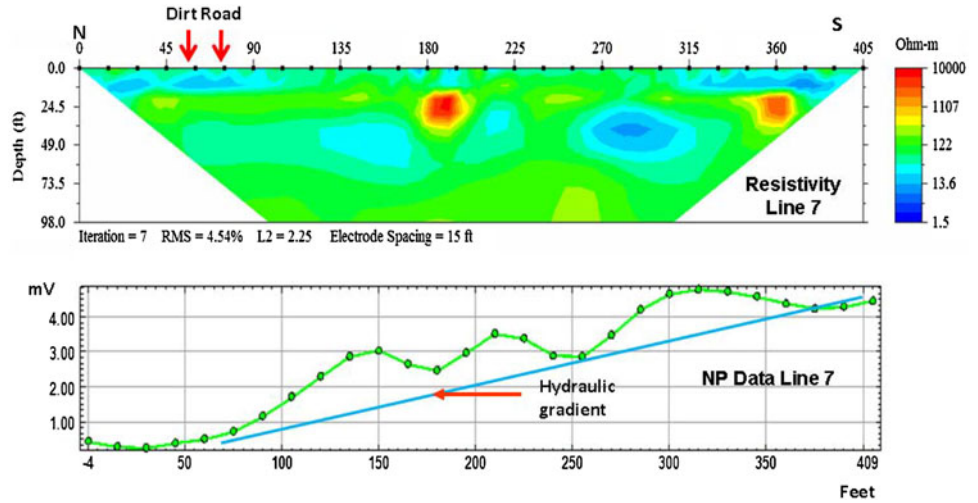 Dirt Road
N
S
0 45 90 135 180 225 270 315 360 405
Ohm-m
0.0
24.5
49.0
73.5
98.0
Depth (ft)
10000
1107
122
13.6
1.5
Resistivity
Line 7
Iteration = 7 RMS = 4.54% L2 = 2.25 Electrode Spacing = 15 ft
mV
4.00
3.00
2.00
1.00
NP Data Line 7
Hydraulic
gradient
-4 50 100 150 200 250 300 350 409
Feet